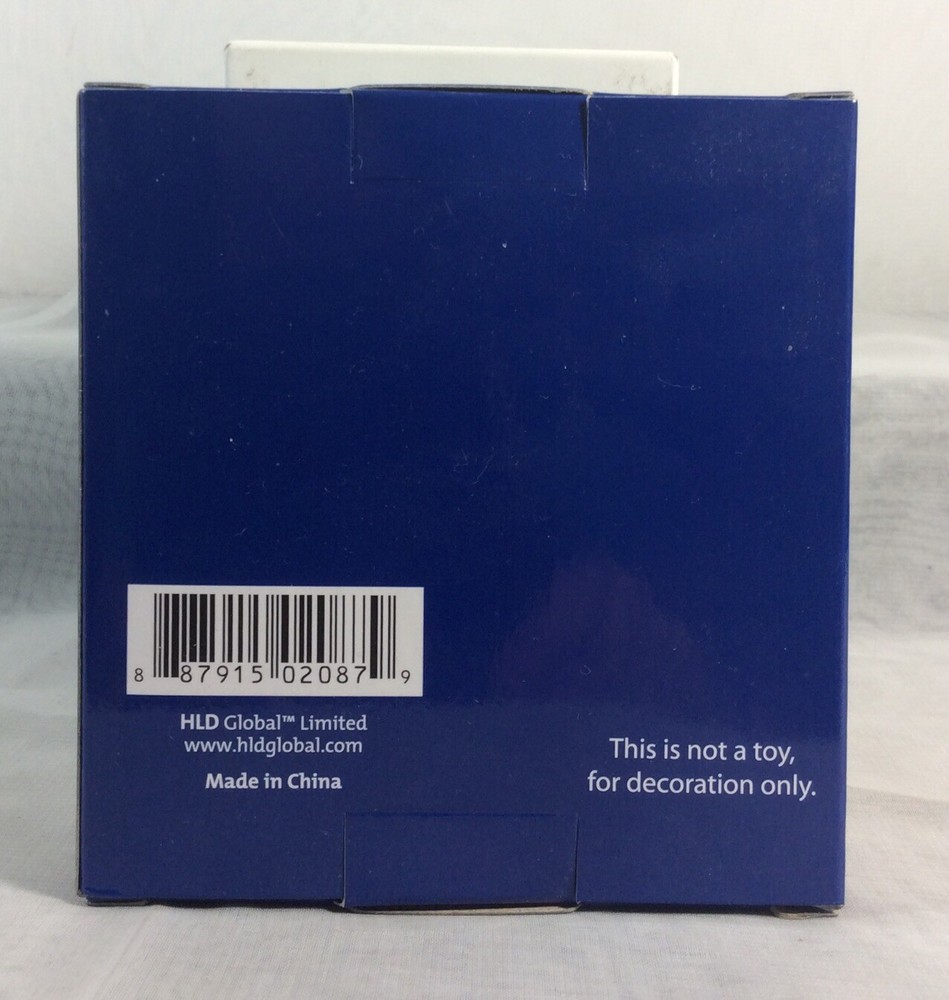 8 87915 02087 9
HLD Global™ Limited
www.hldglobal.com
Made in China
This is not a toy,
for decoration only.